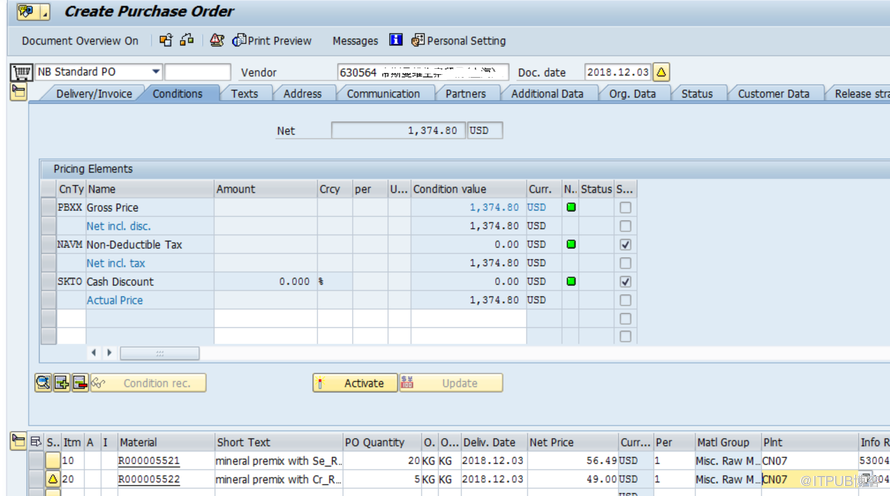 Create Purchase Order
Document Overview On Print Preview Messages Personal Setting
NB Standard PO Vendor 630564 Doc. date 2018.12.03
Delivery/Invoice Conditions Texts Address Communication Partners Additional Data Org. Data Status Customer Data Release stra
Net 1,374.80 USD
Pricing Elements
CnTy Name Amount Crcy per U... Condition value Curr. N.. Status S...
PBXX Gross Price 1,374.80 USD
Net incl. disc. 1,374.80 USD
NAVM Non-Deductible Tax 0.00 USD
Net incl. tax 1,374.80 USD
SKTO Cash Discount 0.000 % 0.00 USD
Actual Price 1,374.80 USD
Condition rec. Activate Update
S.. Itm A I Material Short Text PO Quantity O. O... Deliv. Date Net Price Curr... Per Matl Group Plnt Info R
10 R000005521 mineral premix with Se_R... 20 KG KG 2018.12.03 56.49 USD 1 Misc. Raw M... CN07 53004
20 R000005522 mineral premix with Cr_R... 5 KG KG 2018.12.03 49.00 USD 1 Misc. Raw M... CN07
USD
@ITPUB博客